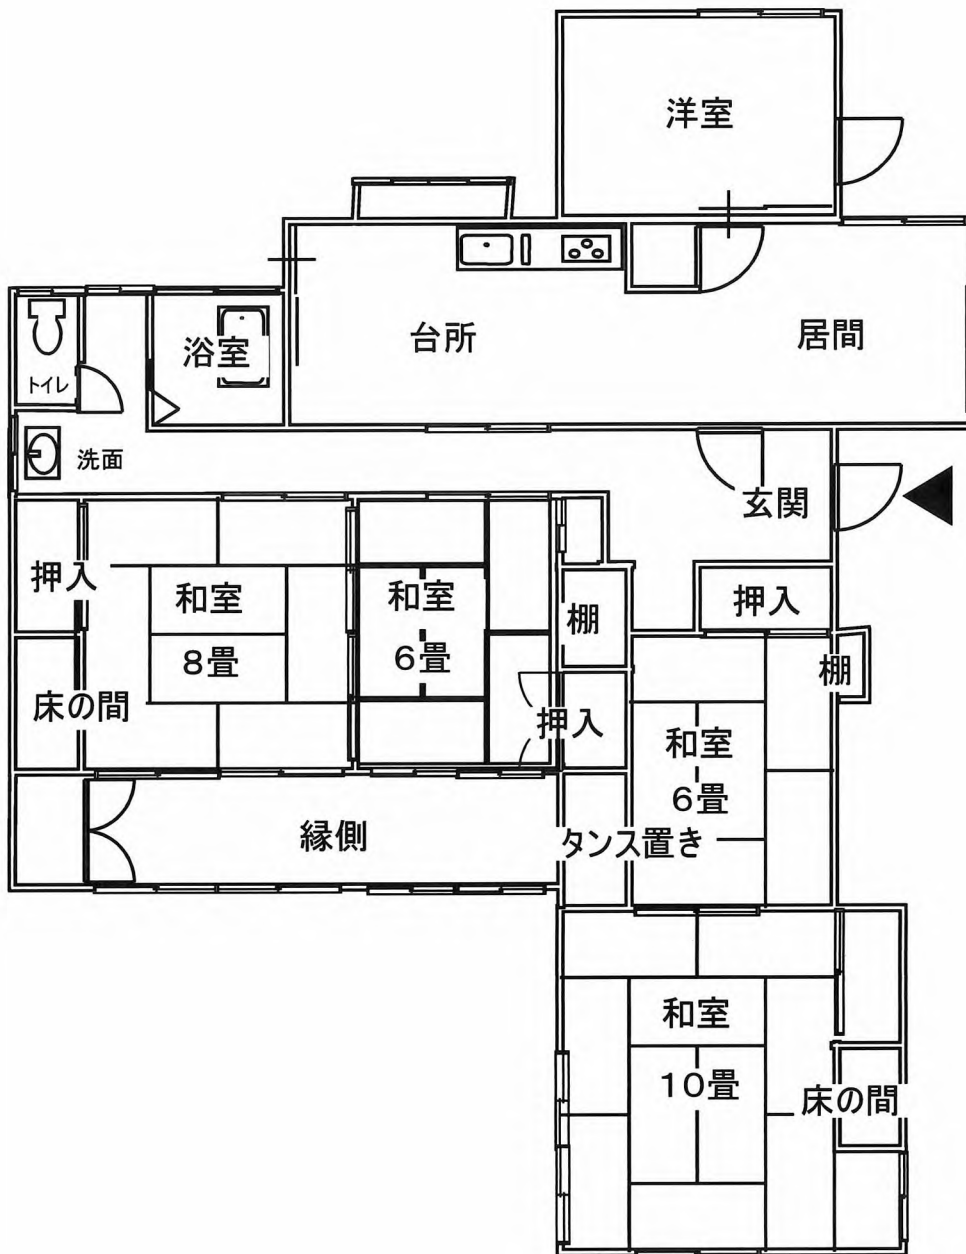 洋室
台所
居間
浴室
トイレ
洗面
玄関
押入
和室
8畳
和室
6畳
棚
押入
棚
床の間
押入
和室
6畳
縁側
タンス置き
和室
10畳
床の間